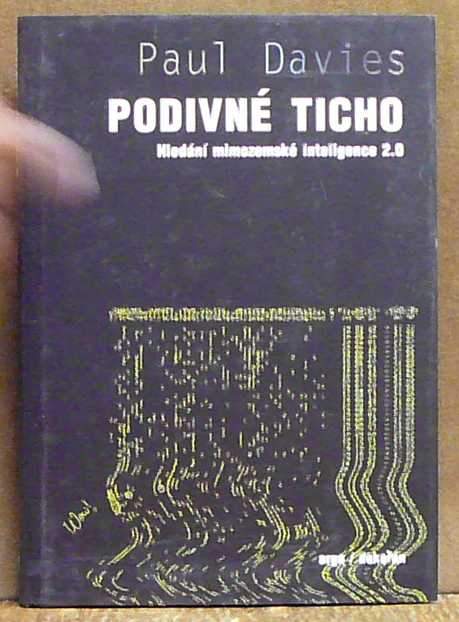 Paul Davies
PODIVNÉ TICHO
Hledání mimozemské inteligence 2.0
Wow!
argo / dokořán